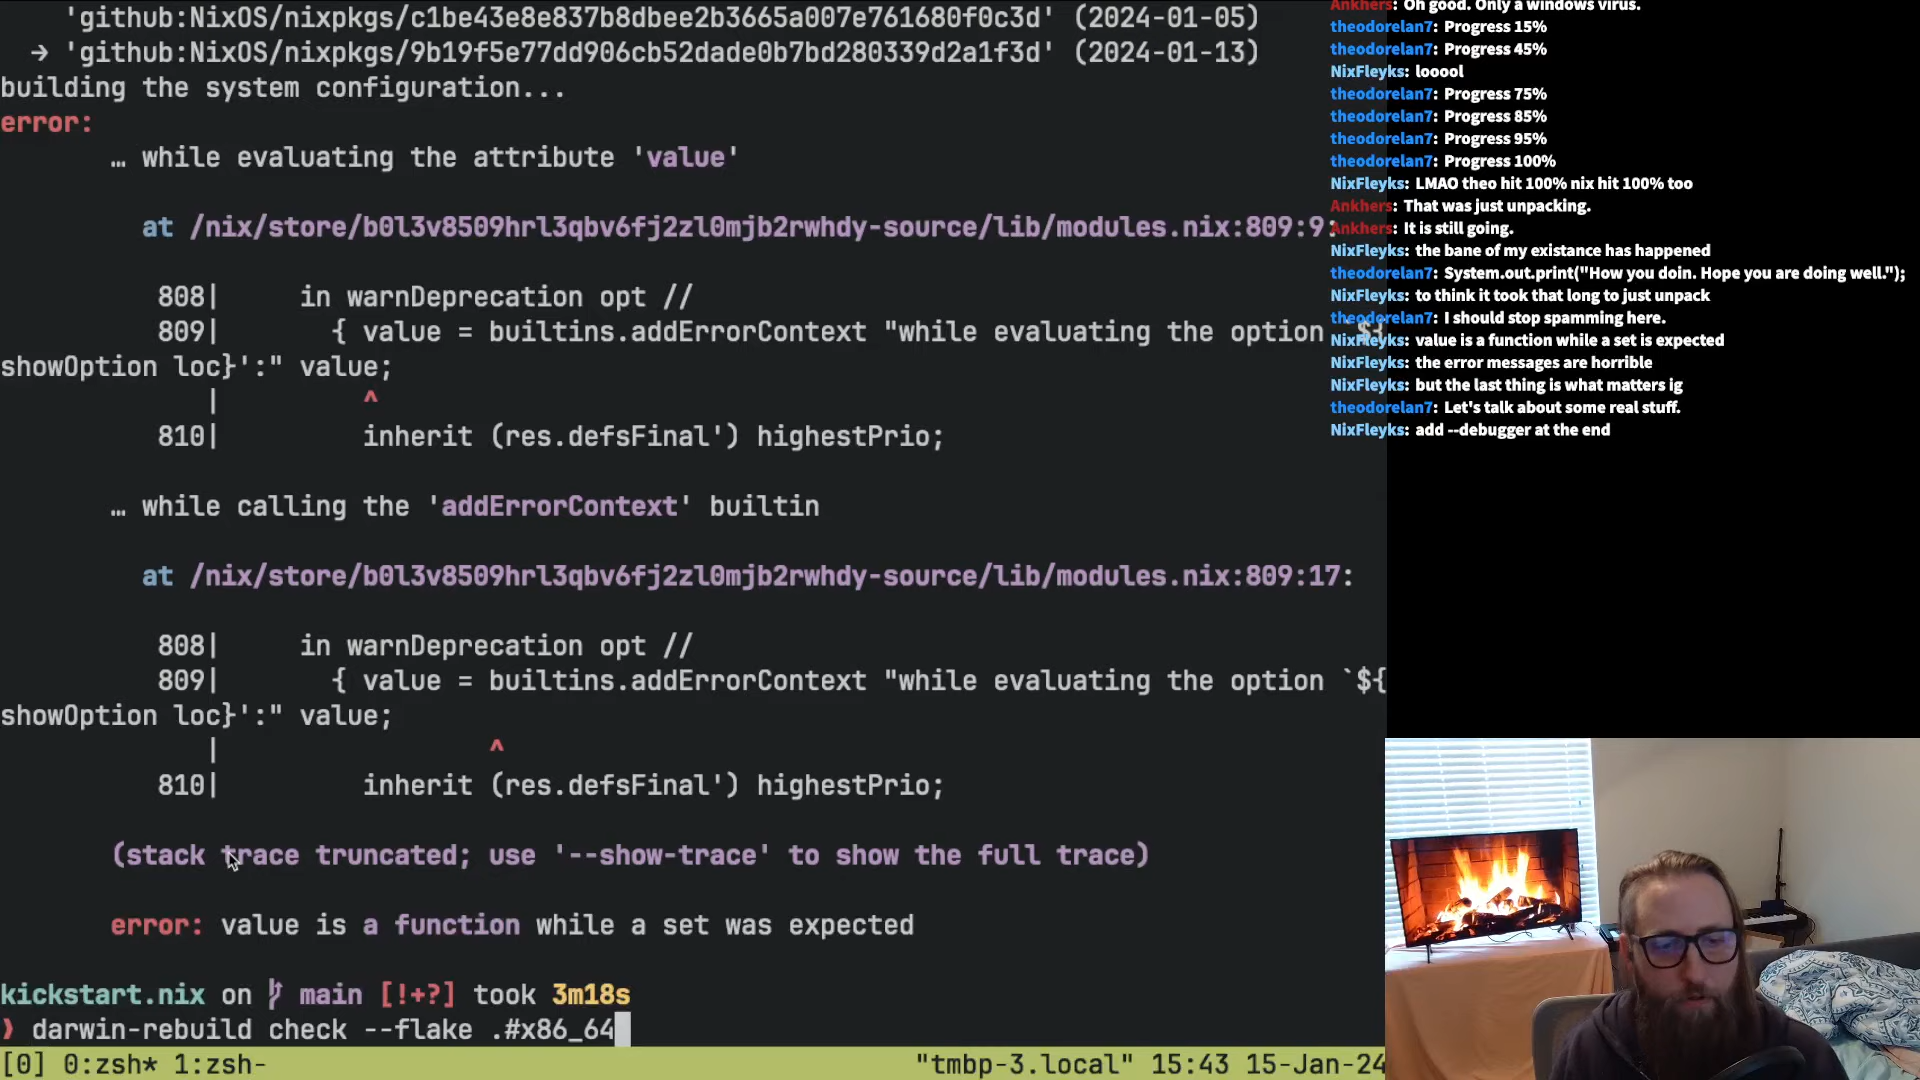 'github:NixOS/nixpkgs/c1be43e8e837b8dbee2b3665a007e761680f0c3d' (2024-01-05)
→ 'github:NixOS/nixpkgs/9b19f5e77dd906cb52dade0b7bd280339d2a1f3d' (2024-01-13)
building the system configuration...
error:
… while evaluating the attribute 'value'
at /nix/store/b0l3v8509hrl3qbv6fj2zl0mjb2rwhdy-source/lib/modules.nix:809:9:
808| in warnDeprecation opt //
809| { value = builtins.addErrorContext "while evaluating the option `${
showOption loc}':" value;
| ^
810| inherit (res.defsFinal') highestPrio;
… while calling the 'addErrorContext' builtin
at /nix/store/b0l3v8509hrl3qbv6fj2zl0mjb2rwhdy-source/lib/modules.nix:809:17:
808| in warnDeprecation opt //
809| { value = builtins.addErrorContext "while evaluating the option `${
showOption loc}':" value;
| ^
810| inherit (res.defsFinal') highestPrio;
(stack trace truncated; use '--show-trace' to show the full trace)
error: value is a function while a set was expected
kickstart.nix on main [!+?] took 3m18s
❯ darwin-rebuild check --flake .#x86_64
[0] 0:zsh* 1:zsh- "tmbp-3.local" 15:43 15-Jan-24
Ankhers: Oh good. Only a windows virus.
theodorelan7: Progress 15%
theodorelan7: Progress 45%
NixFleyks: looool
theodorelan7: Progress 75%
theodorelan7: Progress 85%
theodorelan7: Progress 95%
theodorelan7: Progress 100%
NixFleyks: LMAO theo hit 100% nix hit 100% too
Ankhers: That was just unpacking.
Ankhers: It is still going.
NixFleyks: the bane of my existance has happened
theodorelan7: System.out.print("How you doin. Hope you are doing well.");
NixFleyks: to think it took that long to just unpack
theodorelan7: I should stop spamming here.
NixFleyks: value is a function while a set is expected
NixFleyks: the error messages are horrible
NixFleyks: but the last thing is what matters ig
theodorelan7: Let's talk about some real stuff.
NixFleyks: add --debugger at the end